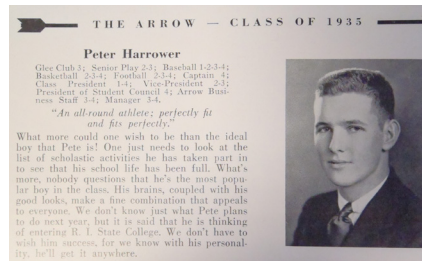 THE ARROW — CLASS OF 1935
Peter Harrower
Glee Club 3; Senior Play 2-3; Baseball 1-2-3-4;
Basketball 2-3-4; Football 2-3-4, Captain 4;
Class President 1-4; Vice-President 2-3;
President of Student Council 4; Arrow Busi-
ness Staff 3-4; Manager 3-4.
"An all-round athlete; perfectly fit
and fits perfectly."
What more could one wish to be than the ideal
boy that Pete is! One just needs to look at the
list of scholastic activities he has taken part in
to see that his school life has been full. What's
more, nobody questions that he's the most popu-
lar boy in the class. His brains, coupled with his
good looks, make a fine combination that appeals
to everyone. We don't know just what Pete plans
to do next year, but it is said that he is thinking
of entering R. I. State College. We don't have to
wish him success, for we know with his personal-
ity, he'll get it anywhere.